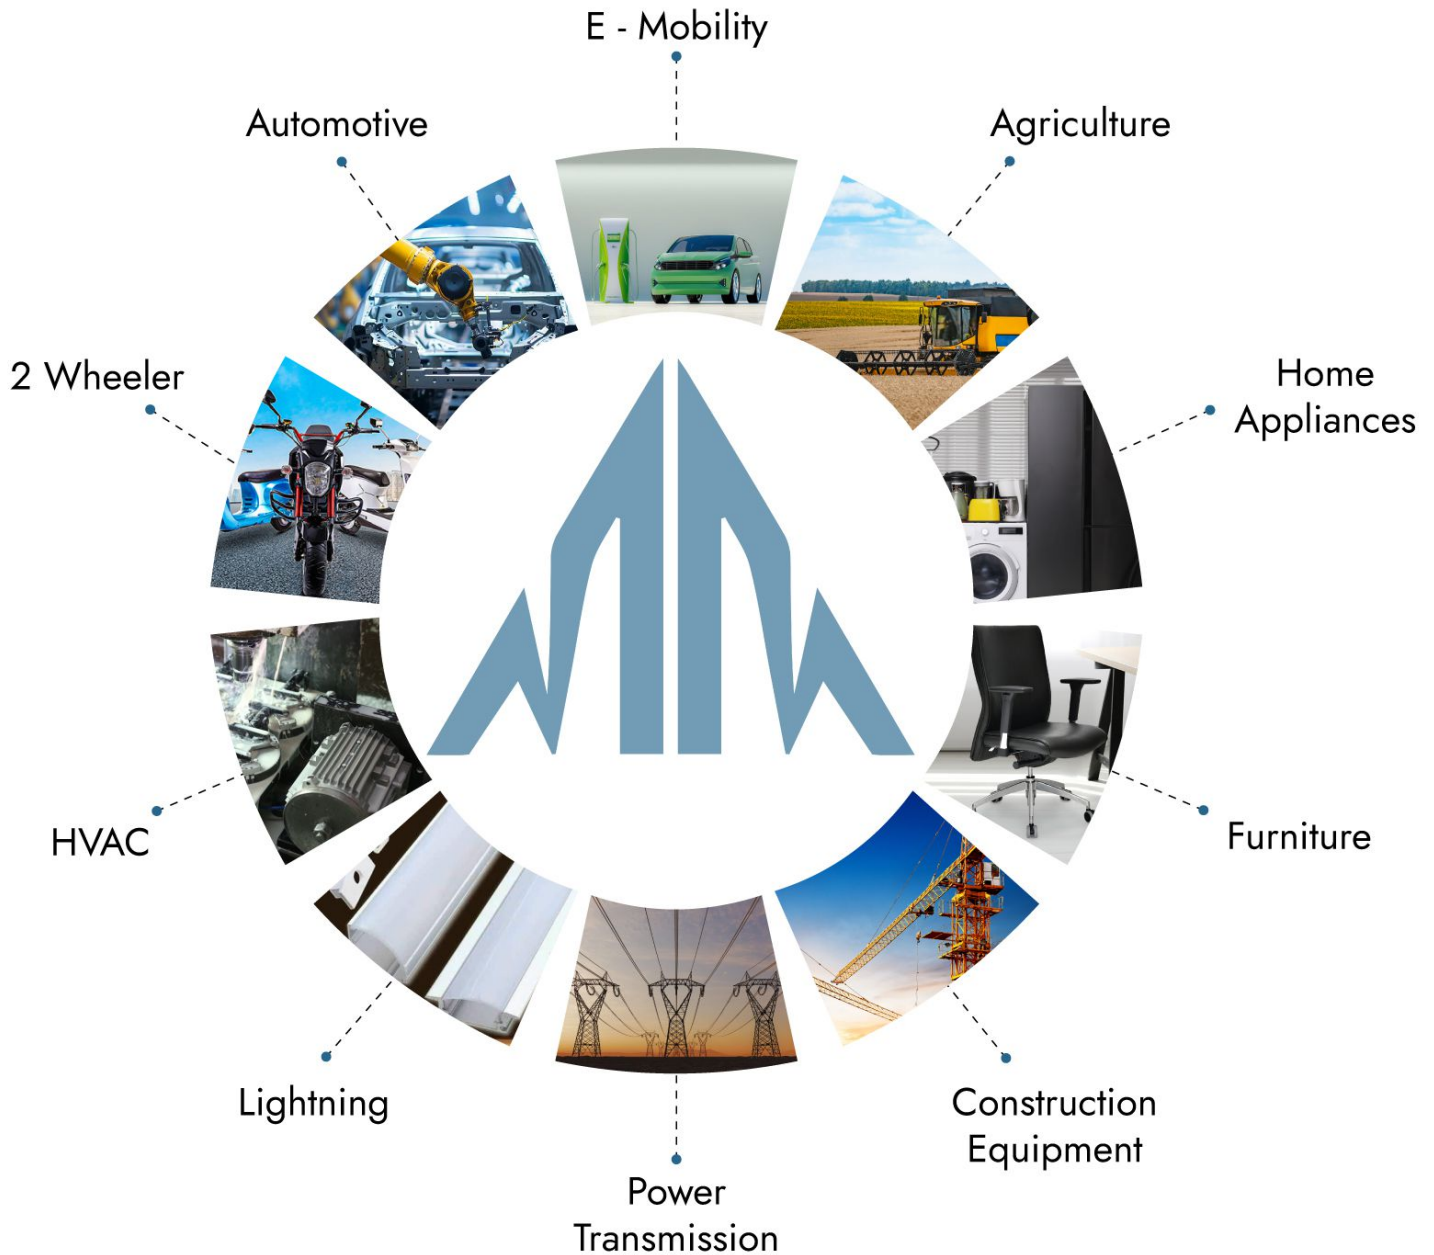 E - Mobility
Automotive
Agriculture
2 Wheeler
Home
Appliances
HVAC
Furniture
Lightning
Construction
Equipment
Power
Transmission